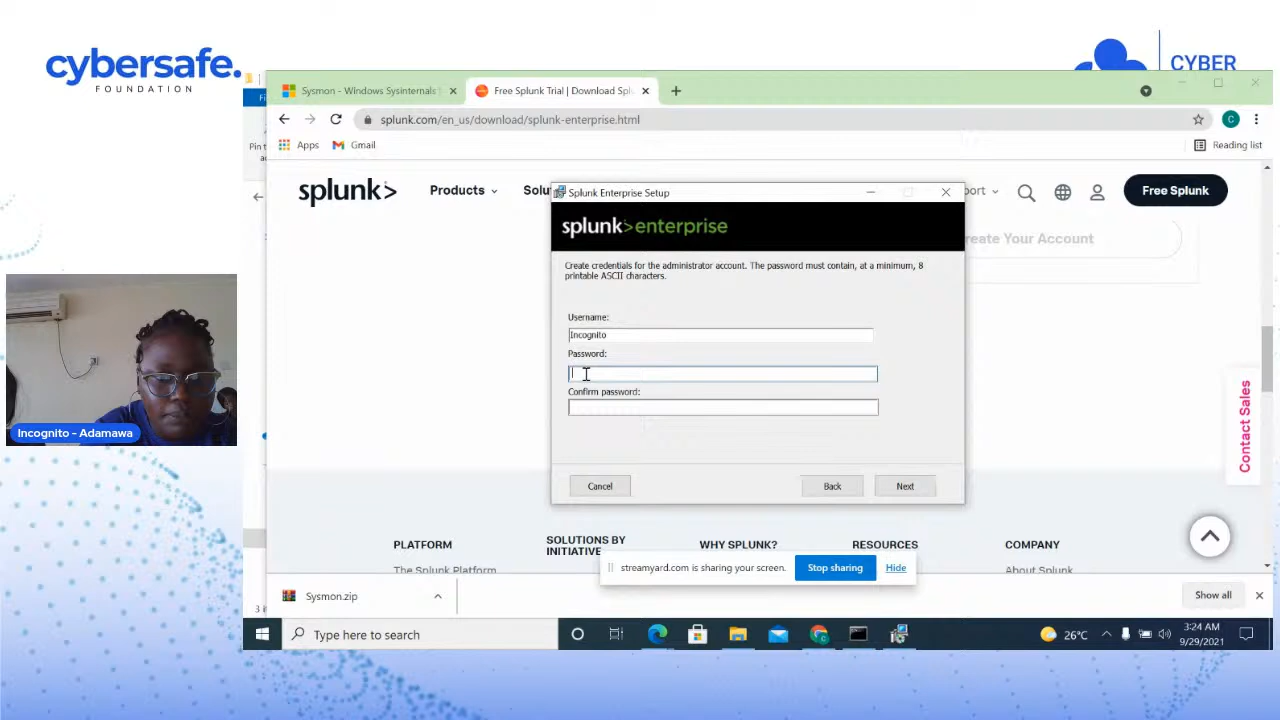 cybersafe.
FOUNDATION
CYBER
Sysmon - Windows Sysinternals
Free Splunk Trial | Download Spl
splunk.com/en_us/download/splunk-enterprise.html
Apps
Gmail
Reading list
Fi
Pin t
splunk>
Products
Solu
port
Free Splunk
reate Your Account
Splunk Enterprise Setup
splunk>enterprise
Create credentials for the administrator account. The password must contain, at a minimum, 8
printable ASCII characters.
Username:
Incognito
Password:
Confirm password:
Cancel
Back
Next
Contact Sales
Incognito - Adamawa
PLATFORM
SOLUTIONS BY
INITIATIVE
WHY SPLUNK?
RESOURCES
COMPANY
The Splunk Platform
About Splunk
streamyard.com is sharing your screen.
Stop sharing
Hide
Sysmon.zip
Show all
Type here to search
26°C
3:24 AM
9/29/2021